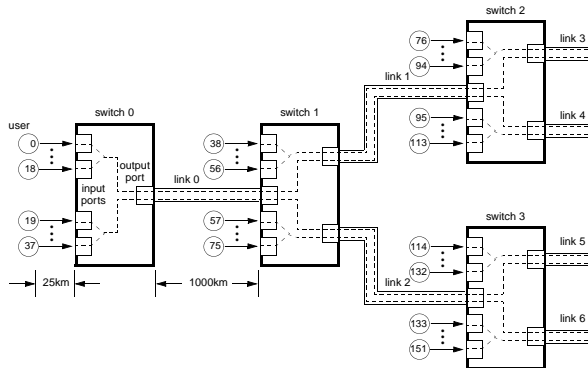 switch 2
76
94
link 3
link 1
95
113
link 4
switch 0
switch 1
user
0
18
output
port
input
ports
link 0
38
56
19
37
57
75
25km
1000km
switch 3
114
132
link 5
link 2
133
151
link 6